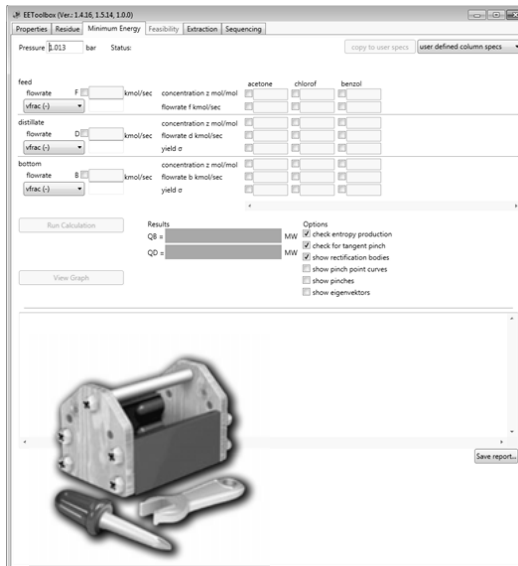 EEToolbox (Ver.: 1.4.16, 1.5.14, 1.0.0)
Properties Residue Minimum Energy Feasibility Extraction Sequencing
Pressure 1.013 bar Status: copy to user specs user defined column specs
acetone chlorof benzol
feed
flowrate F kmol/sec concentration z mol/mol
vfrac (-) flowrate f kmol/sec
distillate concentration z mol/mol
flowrate D kmol/sec flowrate d kmol/sec
vfrac (-) yield σ
bottom concentration z mol/mol
flowrate B kmol/sec flowrate b kmol/sec
vfrac (-) yield σ
Run Calculation Results Options
QB = MW check entropy production
QD = MW check for tangent pinch
show rectification bodies
View Graph show pinch point curves
show pinches
show eigenvektors
Save report...